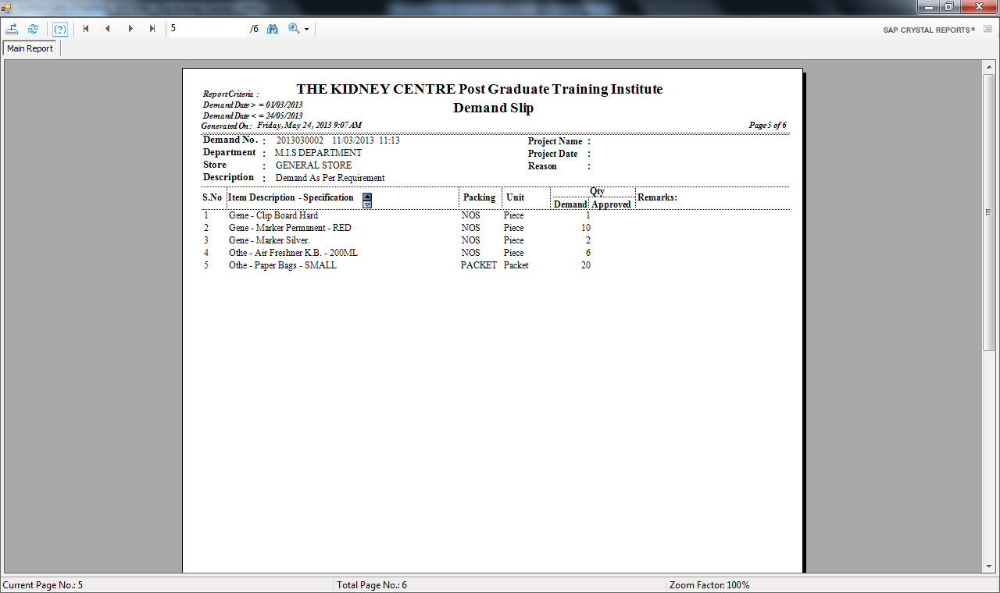 5 /6
SAP CRYSTAL REPORTS®
Main Report
THE KIDNEY CENTRE Post Graduate Training Institute
Report Criteria :
Demand Date > = 01/03/2013
Demand Slip
Demand Date < = 24/05/2013
Generated On: Friday, May 24, 2013 9:07 AM Page 5 of 6
Demand No. : 2013030002 11/03/2013 11:13 Project Name :
Department : M.I.S DEPARTMENT Project Date :
Store : GENERAL STORE Reason :
Description : Demand As Per Requirement
Qty
S.No Item Description - Specification Packing Unit Remarks:
Demand Approved
1 Gene - Clip Board Hard NOS Piece 1
2 Gene - Marker Permanent - RED NOS Piece 10
3 Gene - Marker Silver. NOS Piece 2
4 Othe - Air Freshner K.B. - 200ML NOS Piece 6
5 Othe - Paper Bags - SMALL PACKET Packet 20
Current Page No.: 5 Total Page No.: 6 Zoom Factor: 100%